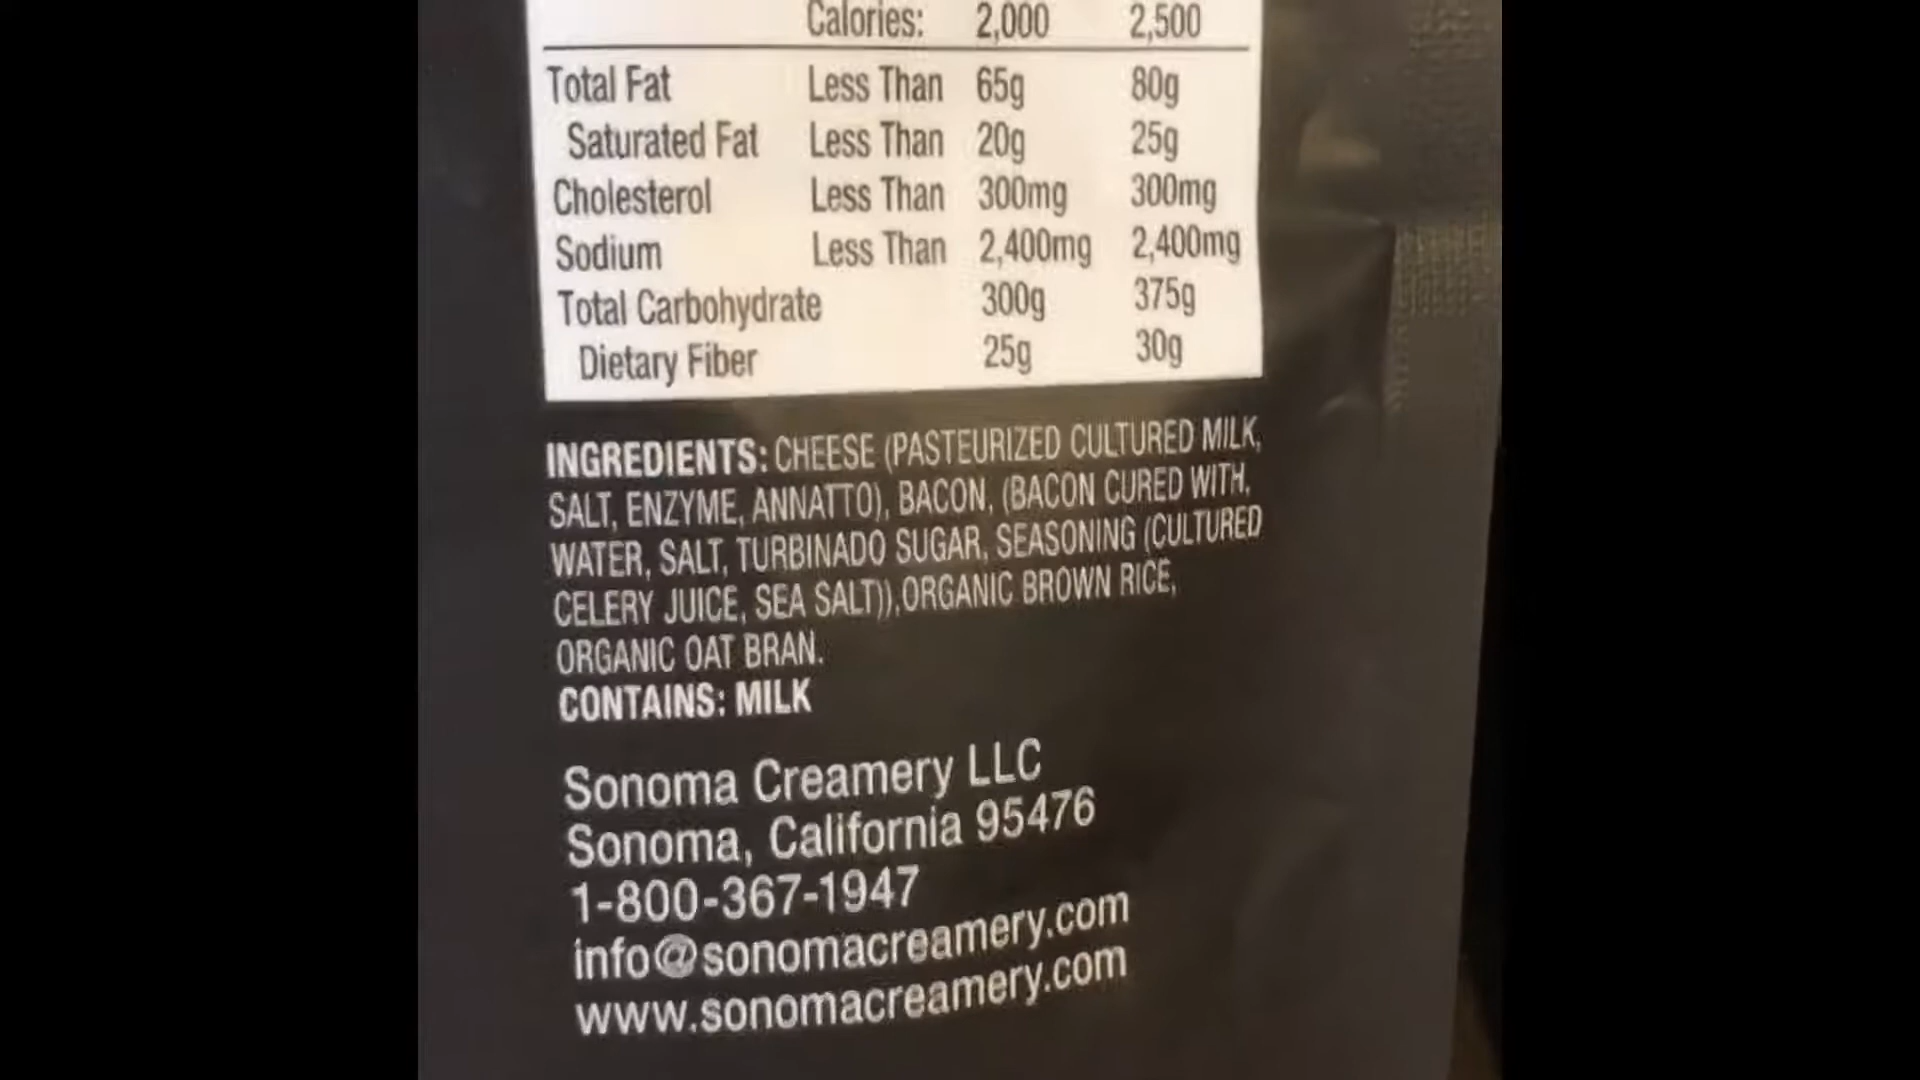 Calories: 2,000 2,500
Total Fat Less Than 65g 80g
Saturated Fat Less Than 20g 25g
Cholesterol Less Than 300mg 300mg
Sodium Less Than 2,400mg 2,400mg
Total Carbohydrate 300g 375g
Dietary Fiber 25g 30g
INGREDIENTS: CHEESE (PASTEURIZED CULTURED MILK,
SALT, ENZYME, ANNATTO), BACON, (BACON CURED WITH,
WATER, SALT, TURBINADO SUGAR, SEASONING (CULTURED
CELERY JUICE, SEA SALT)),ORGANIC BROWN RICE,
ORGANIC OAT BRAN.
CONTAINS: MILK
Sonoma Creamery LLC
Sonoma, California 95476
1-800-367-1947
info@sonomacreamery.com
www.sonomacreamery.com